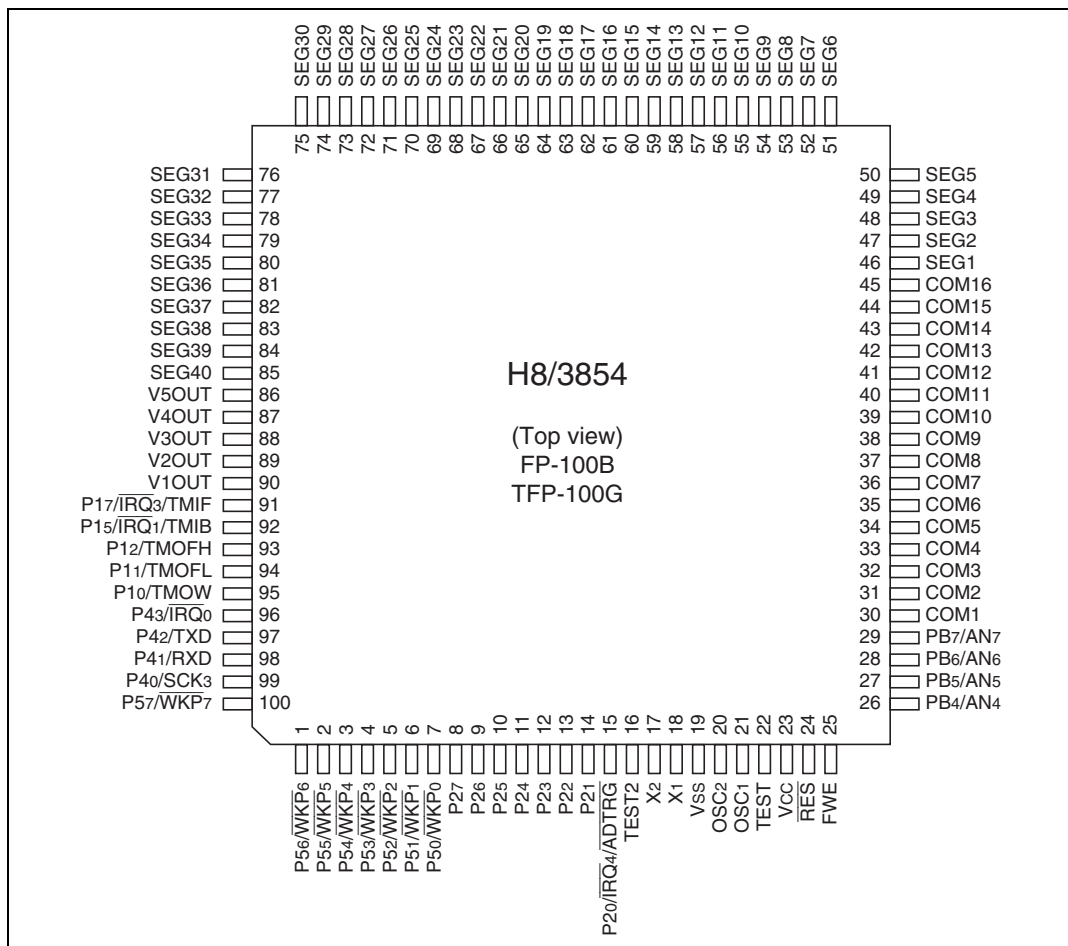 SEG30
SEG29
SEG28
SEG27
SEG26
SEG25
SEG24
SEG23
SEG22
SEG21
SEG20
SEG19
SEG18
SEG17
SEG16
SEG15
SEG14
SEG13
SEG12
SEG11
SEG10
SEG9
SEG8
SEG7
SEG6
75
74
73
72
71
70
69
68
67
66
65
64
63
62
61
60
59
58
57
56
55
54
53
52
51
SEG31 76
SEG32 77
SEG33 78
SEG34 79
SEG35 80
SEG36 81
SEG37 82
SEG38 83
SEG39 84
SEG40 85
V5OUT 86
V4OUT 87
V3OUT 88
V2OUT 89
V1OUT 90
P17/IRQ3/TMIF 91
P15/IRQ1/TMIB 92
P12/TMOFH 93
P11/TMOFL 94
P10/TMOW 95
P43/IRQ0 96
P42/TXD 97
P41/RXD 98
P40/SCK3 99
P57/WKP7 100
H8/3854
(Top view)
FP-100B
TFP-100G
50 SEG5
49 SEG4
48 SEG3
47 SEG2
46 SEG1
45 COM16
44 COM15
43 COM14
42 COM13
41 COM12
40 COM11
39 COM10
38 COM9
37 COM8
36 COM7
35 COM6
34 COM5
33 COM4
32 COM3
31 COM2
30 COM1
29 PB7/AN7
28 PB6/AN6
27 PB5/AN5
26 PB4/AN4
1
2
3
4
5
6
7
8
9
10
11
12
13
14
15
16
17
18
19
20
21
22
23
24
25
P56/WKP6
P55/WKP5
P54/WKP4
P53/WKP3
P52/WKP2
P51/WKP1
P50/WKP0
P27
P26
P25
P24
P23
P22
P21
P20/IRQ4/ADTRG
TEST2
X2
X1
VSS
OSC2
OSC1
TEST
VCC
RES
FWE